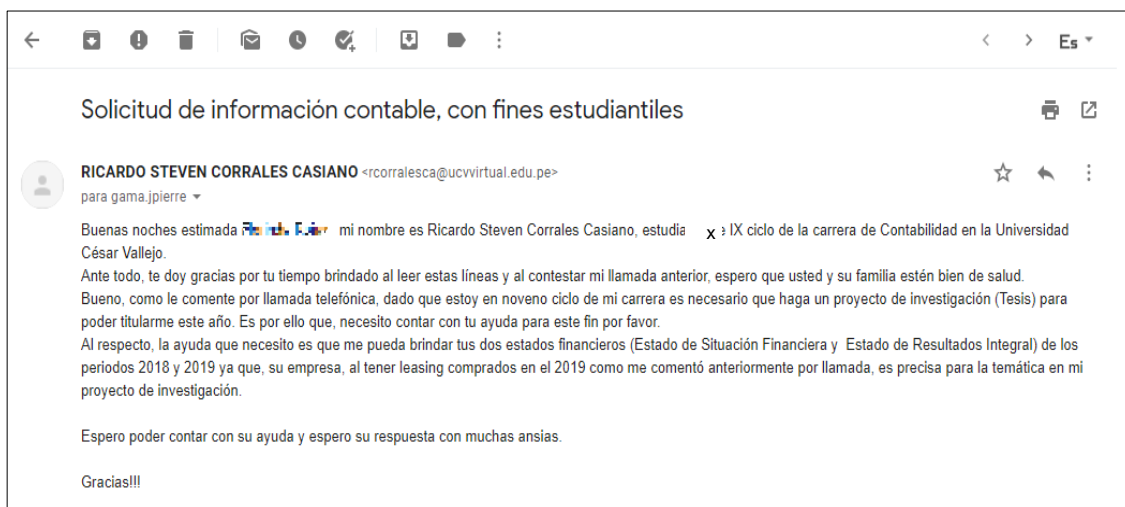 Es
Solicitud de información contable, con fines estudiantiles
RICARDO STEVEN CORRALES CASIANO <rcorralesca@ucvvirtual.edu.pe>
para gama.jpierre
Buenas noches estimada mi nombre es Ricardo Steven Corrales Casiano, estudia x e IX ciclo de la carrera de Contabilidad en la Universidad
César Vallejo.
Ante todo, te doy gracias por tu tiempo brindado al leer estas líneas y al contestar mi llamada anterior, espero que usted y su familia estén bien de salud.
Bueno, como le comente por llamada telefónica, dado que estoy en noveno ciclo de mi carrera es necesario que haga un proyecto de investigación (Tesis) para
poder titularme este año. Es por ello que, necesito contar con tu ayuda para este fin por favor.
Al respecto, la ayuda que necesito es que me pueda brindar tus dos estados financieros (Estado de Situación Financiera y Estado de Resultados Integral) de los
periodos 2018 y 2019 ya que, su empresa, al tener leasing comprados en el 2019 como me comentó anteriormente por llamada, es precisa para la temática en mi
proyecto de investigación.
Espero poder contar con su ayuda y espero su respuesta con muchas ansias.
Gracias!!!